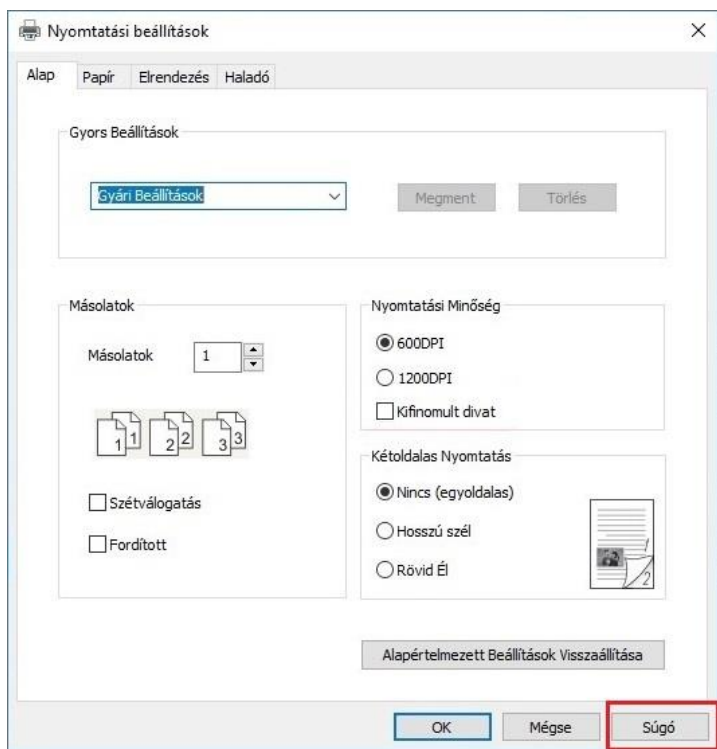 Nyomtatási beállítások
Alap Papír Elrendezés Haladó
Gyors Beállítások
Gyári Beállítások Megment Törlés
Másolatok
Másolatok 1
1 1 2 2 3 3
Szétválogatás
Fordított
Nyomtatási Minőség
600DPI
1200DPI
Kifinomult divat
Kétoldalas Nyomtatás
Nincs (egyoldalas)
Hosszú szél
Rövid Él
1
2
Alapértelmezett Beállítások Visszaállítása
OK Mégse Súgó